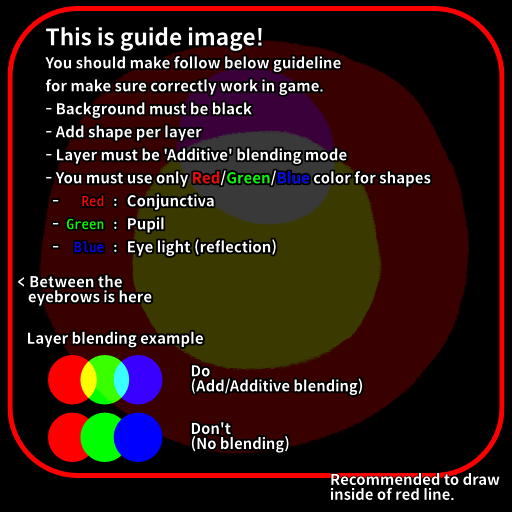 This is guide image!
You should make follow below guideline
for make sure correctly work in game.
- Background must be black
- Add shape per layer
- Layer must be 'Additive' blending mode
- You must use only Red/Green/Blue color for shapes
- Red : Conjunctiva
- Green : Pupil
- Blue : Eye light (reflection)
< Between the
eyebrows is here
Layer blending example
Do
(Add/Additive blending)
Don't
(No blending)
Recommended to draw
inside of red line.